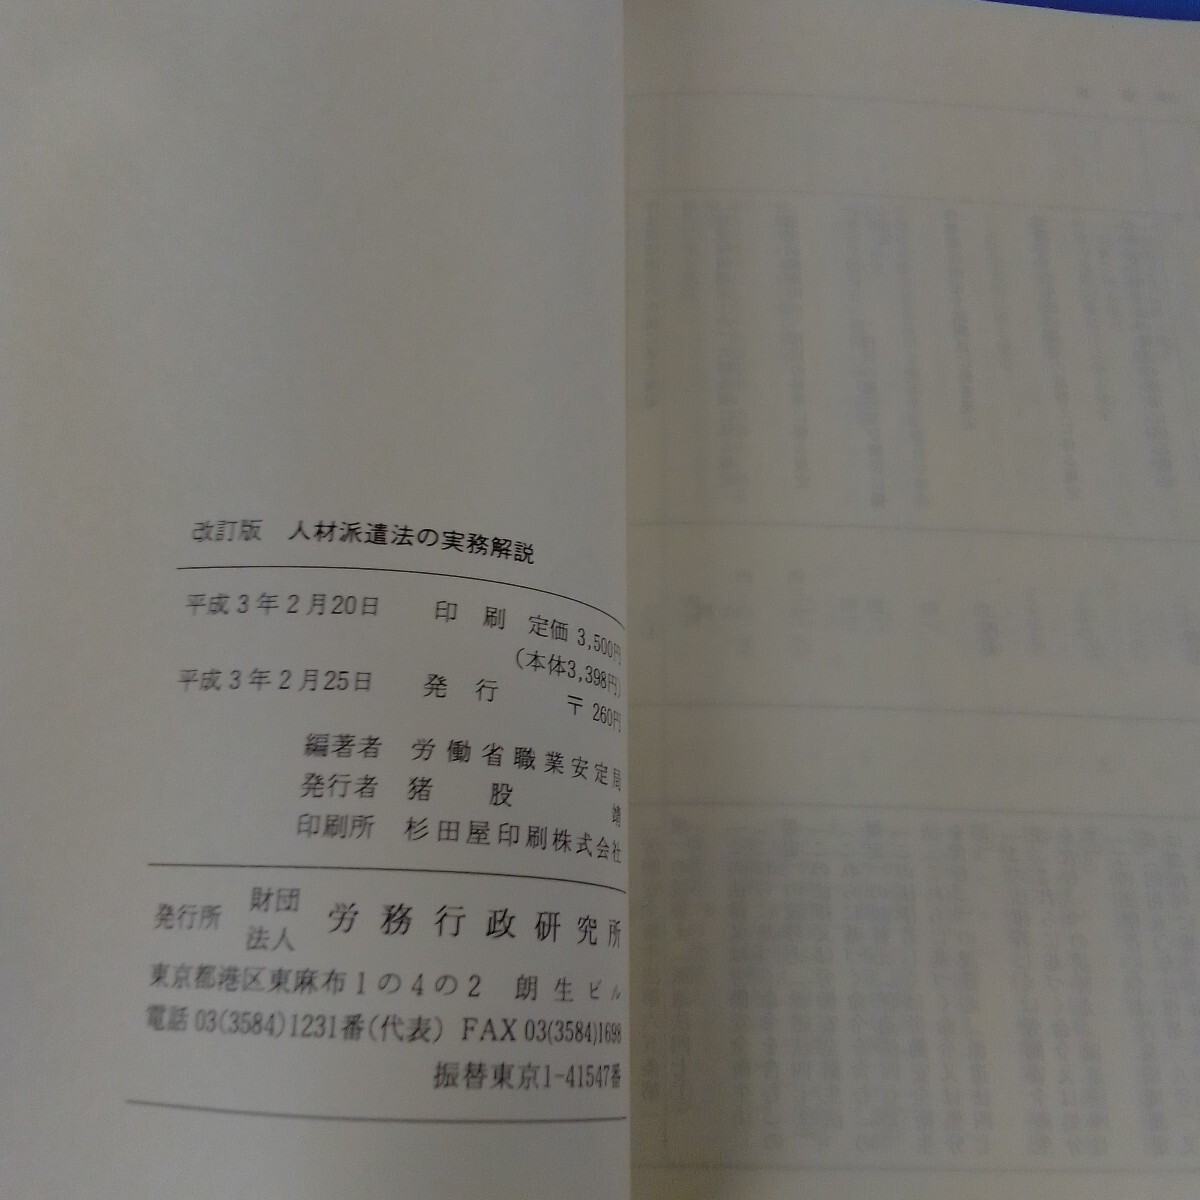 改訂版 人材派遣法の実務解説
平成3年2月20日 印刷 定価3,500円
(本体3,398円)
平成3年2月25日 発行 〒260円
編著者 労働省職業安定局
発行者 猪股 靖
印刷所 杉田屋印刷株式会社
発行所 財団法人 労務行政研究所
東京都港区東麻布1の4の2 朗生ビル
電話03(3584)1231番(代表) FAX 03(3584)1698
振替東京1-41547番